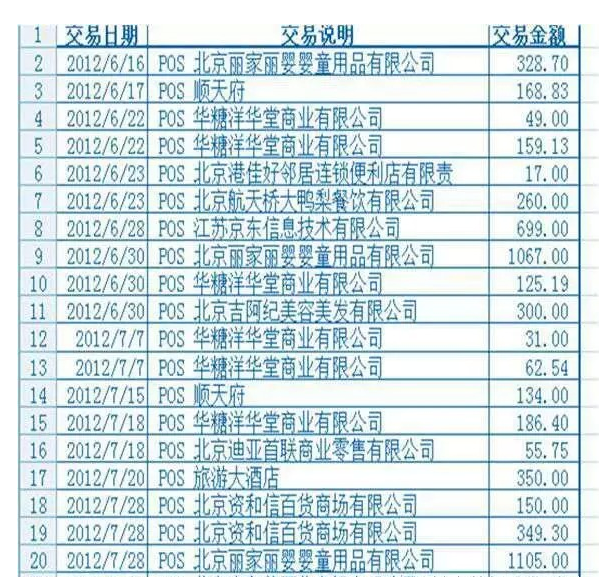 1 交易日期 交易说明 交易金额
2 2012/6/16 POS 北京丽家丽婴婴童用品有限公司 328.70
3 2012/6/17 POS 顺天府 168.83
4 2012/6/22 POS 华糖洋华堂商业有限公司 49.00
5 2012/6/22 POS 华糖洋华堂商业有限公司 159.13
6 2012/6/23 POS 北京港佳好邻居连锁便利店有限责 17.00
7 2012/6/23 POS 北京航天桥大鸭梨餐饮有限公司 260.00
8 2012/6/28 POS 江苏京东信息技术有限公司 699.00
9 2012/6/30 POS 北京丽家丽婴婴童用品有限公司 1067.00
10 2012/6/30 POS 华糖洋华堂商业有限公司 125.19
11 2012/6/30 POS 北京吉阿纪美容美发有限公司 300.00
12 2012/7/7 POS 华糖洋华堂商业有限公司 31.00
13 2012/7/7 POS 华糖洋华堂商业有限公司 62.54
14 2012/7/15 POS 顺天府 134.00
15 2012/7/18 POS 华糖洋华堂商业有限公司 186.40
16 2012/7/18 POS 北京迪亚首联商业零售有限公司 55.75
17 2012/7/20 POS 旅游大酒店 350.00
18 2012/7/28 POS 北京资和信百货商场有限公司 150.00
19 2012/7/28 POS 北京资和信百货商场有限公司 349.30
20 2012/7/28 POS 北京丽家丽婴婴童用品有限公司 1105.00